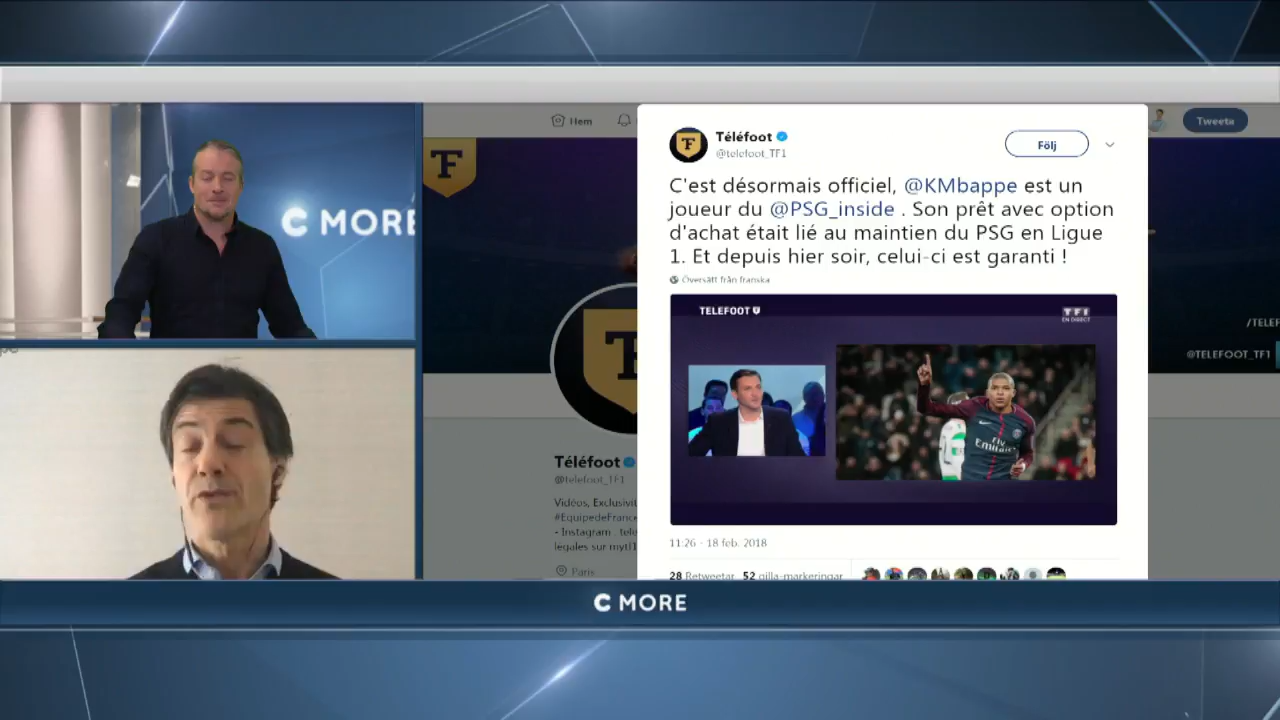 Hem
Tweeta
T
C MORE
Téléfoot
@telefoot_TF1
Följ
C'est désormais officiel, @KMbappe est un
joueur du @PSG_inside . Son prêt avec option
d'achat était lié au maintien du PSG en Ligue
1. Et depuis hier soir, celui-ci est garanti !
Översätt från franska
TELEFOOT
TF1
EN DIRECT
Fly
Emirates
/TELEF
@TELEFOOT_TF1
Téléfoot
@telefoot_TF1
Vidéos, Exclusivit
#EquipedeFrance
- Instagram : tele
légales sur mytf1
Paris
11:26 - 18 feb. 2018
28 Retweetar 52 gilla-markeringar
C MORE